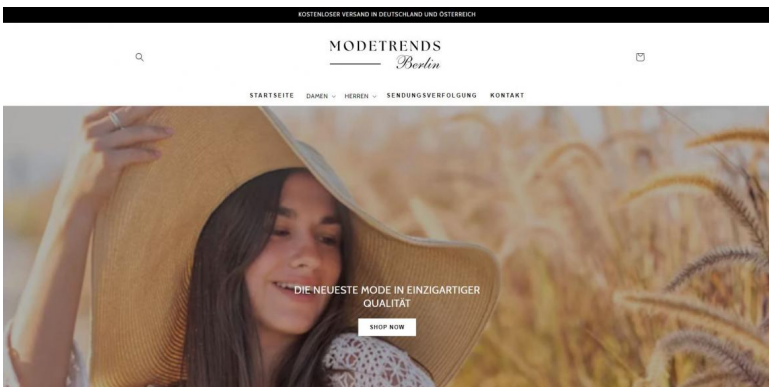 KOSTENLOSER VERSAND IN DEUTSCHLAND UND ÖSTERREICH
MODETRENDS
Berlin
STARTSEITE DAMEN HERREN SENDUNGSVERFOLGUNG KONTAKT
DIE NEUESTE MODE IN EINZIGARTIGER
QUALITÄT
SHOP NOW